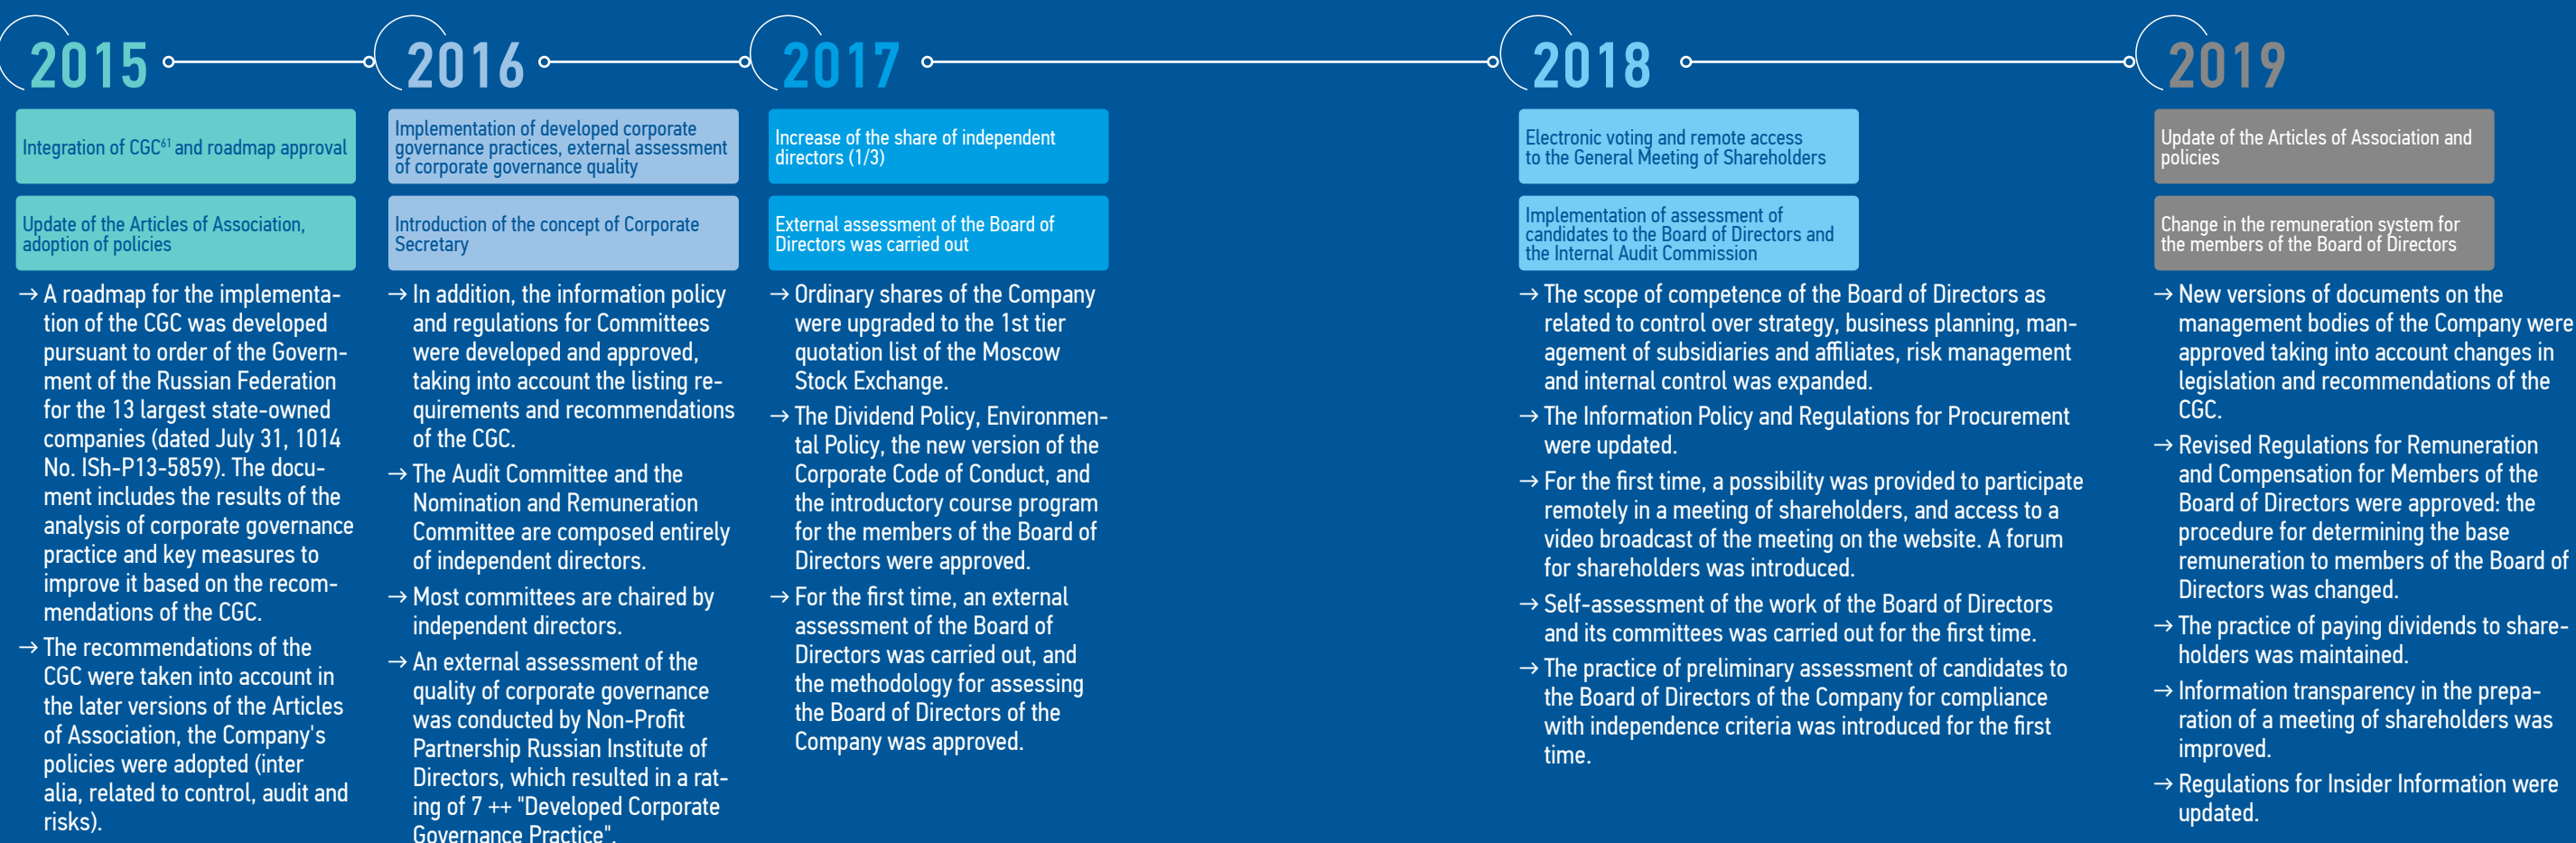 2015
Integration of CGC⁶¹ and roadmap approval
Update of the Articles of Association,
adoption of policies
→ A roadmap for the implementa-
tion of the CGC was developed
pursuant to order of the Govern-
ment of the Russian Federation
for the 13 largest state-owned
companies (dated July 31, 1014
No. ISh-P13-5859). The docu-
ment includes the results of the
analysis of corporate governance
practice and key measures to
improve it based on the recom-
mendations of the CGC.
→ The recommendations of the
CGC were taken into account in
the later versions of the Articles
of Association, the Company's
policies were adopted (inter
alia, related to control, audit and
risks).
2016
Implementation of developed corporate
governance practices, external assessment
of corporate governance quality
Introduction of the concept of Corporate
Secretary
→ In addition, the information policy
and regulations for Committees
were developed and approved,
taking into account the listing re-
quirements and recommendations
of the CGC.
→ The Audit Committee and the
Nomination and Remuneration
Committee are composed entirely
of independent directors.
→ Most committees are chaired by
independent directors.
→ An external assessment of the
quality of corporate governance
was conducted by Non-Profit
Partnership Russian Institute of
Directors, which resulted in a rat-
ing of 7 ++ "Developed Corporate
Governance Practice".
2017
Increase of the share of independent
directors (1/3)
External assessment of the Board of
Directors was carried out
→ Ordinary shares of the Company
were upgraded to the 1st tier
quotation list of the Moscow
Stock Exchange.
→ The Dividend Policy, Environmen-
tal Policy, the new version of the
Corporate Code of Conduct, and
the introductory course program
for the members of the Board of
Directors were approved.
→ For the first time, an external
assessment of the Board of
Directors was carried out, and
the methodology for assessing
the Board of Directors of the
Company was approved.
2018
Electronic voting and remote access
to the General Meeting of Shareholders
Implementation of assessment of
candidates to the Board of Directors and
the Internal Audit Commission
→ The scope of competence of the Board of Directors as
related to control over strategy, business planning, man-
agement of subsidiaries and affiliates, risk management
and internal control was expanded.
→ The Information Policy and Regulations for Procurement
were updated.
→ For the first time, a possibility was provided to participate
remotely in a meeting of shareholders, and access to a
video broadcast of the meeting on the website. A forum
for shareholders was introduced.
→ Self-assessment of the work of the Board of Directors
and its committees was carried out for the first time.
→ The practice of preliminary assessment of candidates to
the Board of Directors of the Company for compliance
with independence criteria was introduced for the first
time.
2019
Update of the Articles of Association and
policies
Change in the remuneration system for
the members of the Board of Directors
→ New versions of documents on the
management bodies of the Company were
approved taking into account changes in
legislation and recommendations of the
CGC.
→ Revised Regulations for Remuneration
and Compensation for Members of the
Board of Directors were approved: the
procedure for determining the base
remuneration to members of the Board of
Directors was changed.
→ The practice of paying dividends to share-
holders was maintained.
→ Information transparency in the prepa-
ration of a meeting of shareholders was
improved.
→ Regulations for Insider Information were
updated.